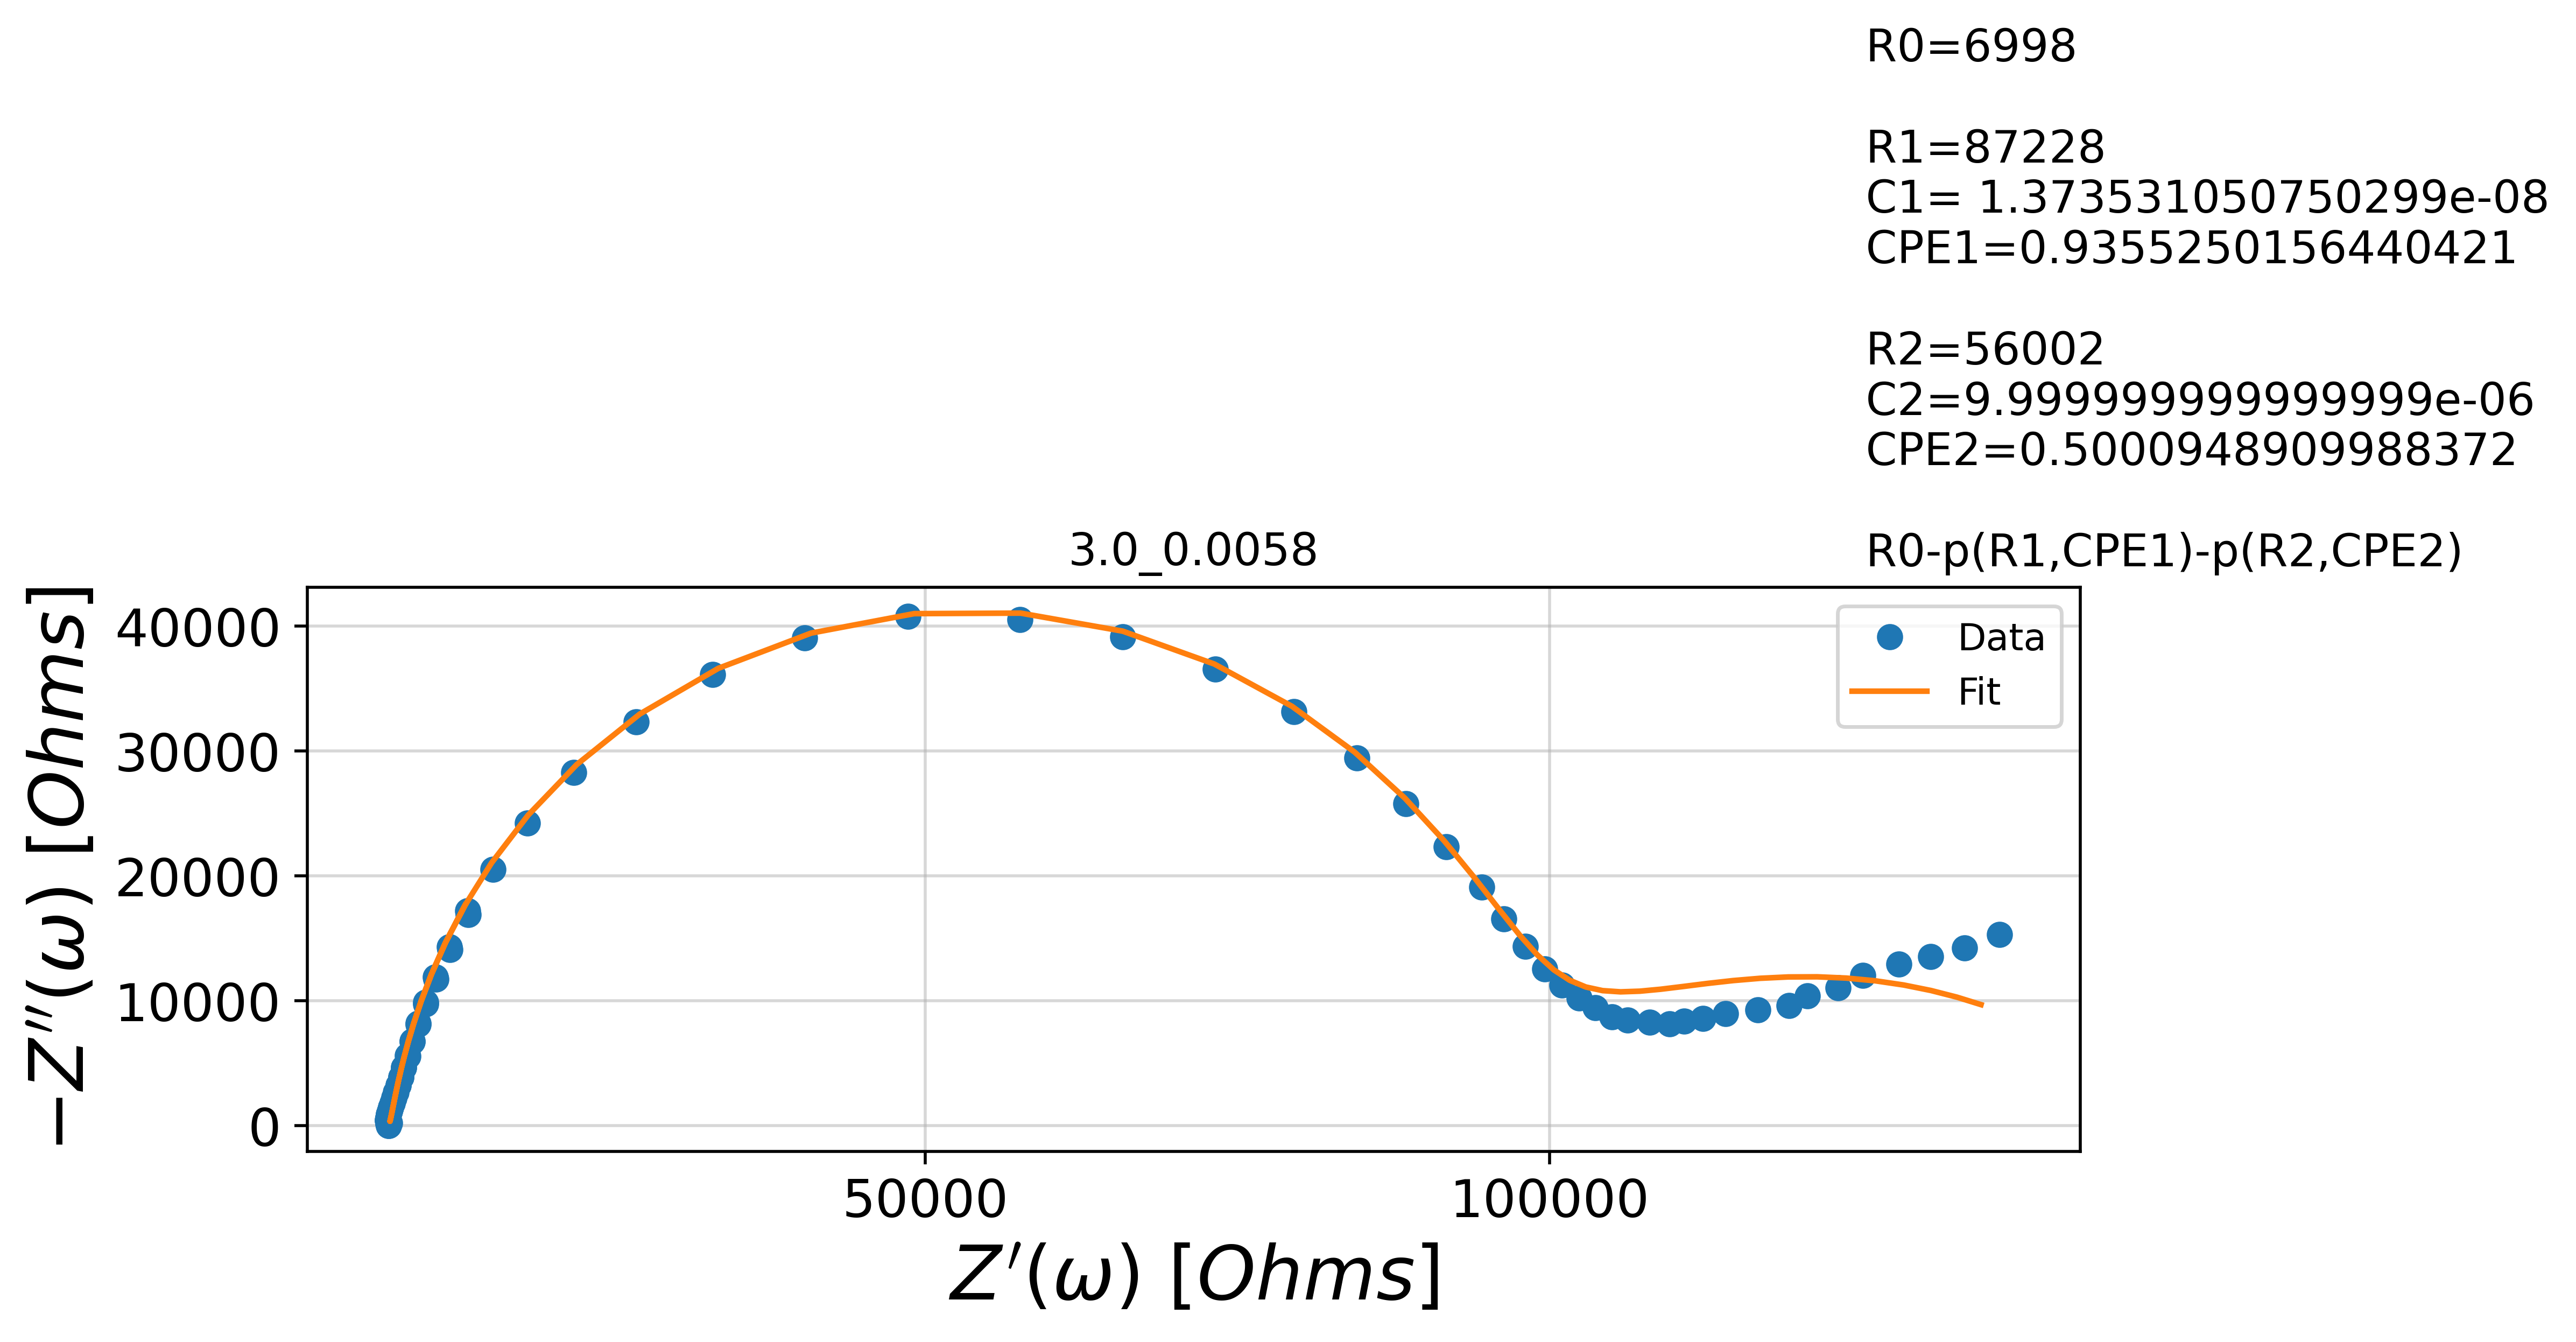 R0=6998
R1=87228
C1= 1.373531050750299e-08
CPE1=0.9355250156440421
R2=56002
C2=9.999999999999999e-06
CPE2=0.5000948909988372
R0-p(R1,CPE1)-p(R2,CPE2)
3.0_0.0058
Data
Fit
40000
30000
20000
10000
0
50000
100000
−Z′′(ω) [Ohms]
Z′(ω) [Ohms]